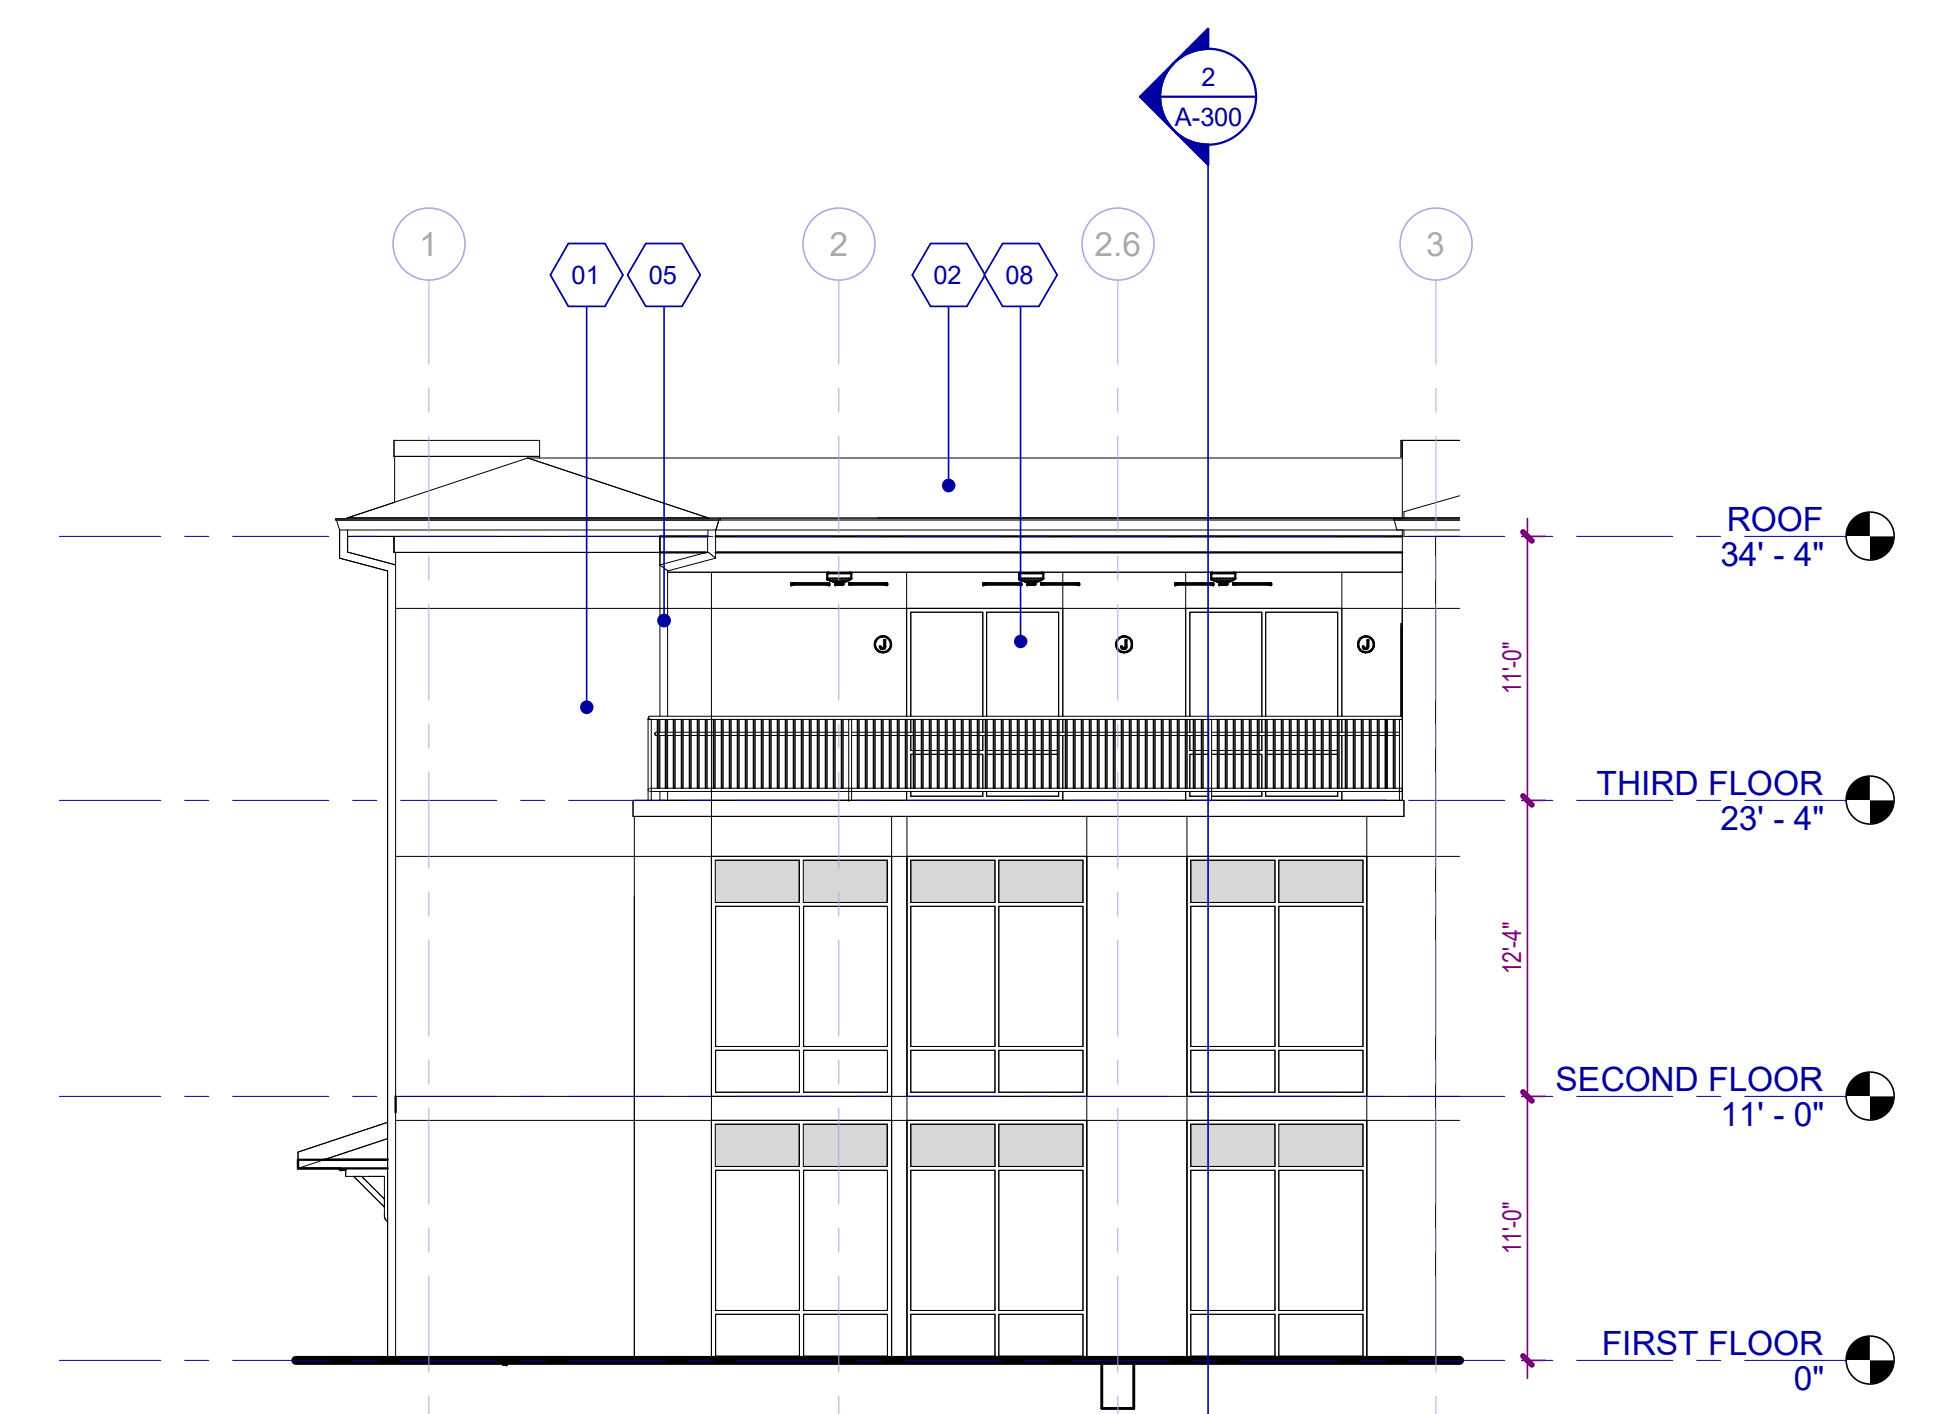 2
A-300
1
2
2.6
3
01
05
02
08
ROOF
34' - 4"
J
J
J
11'-0"
THIRD FLOOR
23' - 4"
12'-4"
SECOND FLOOR
11' - 0"
11'-0"
FIRST FLOOR
0"